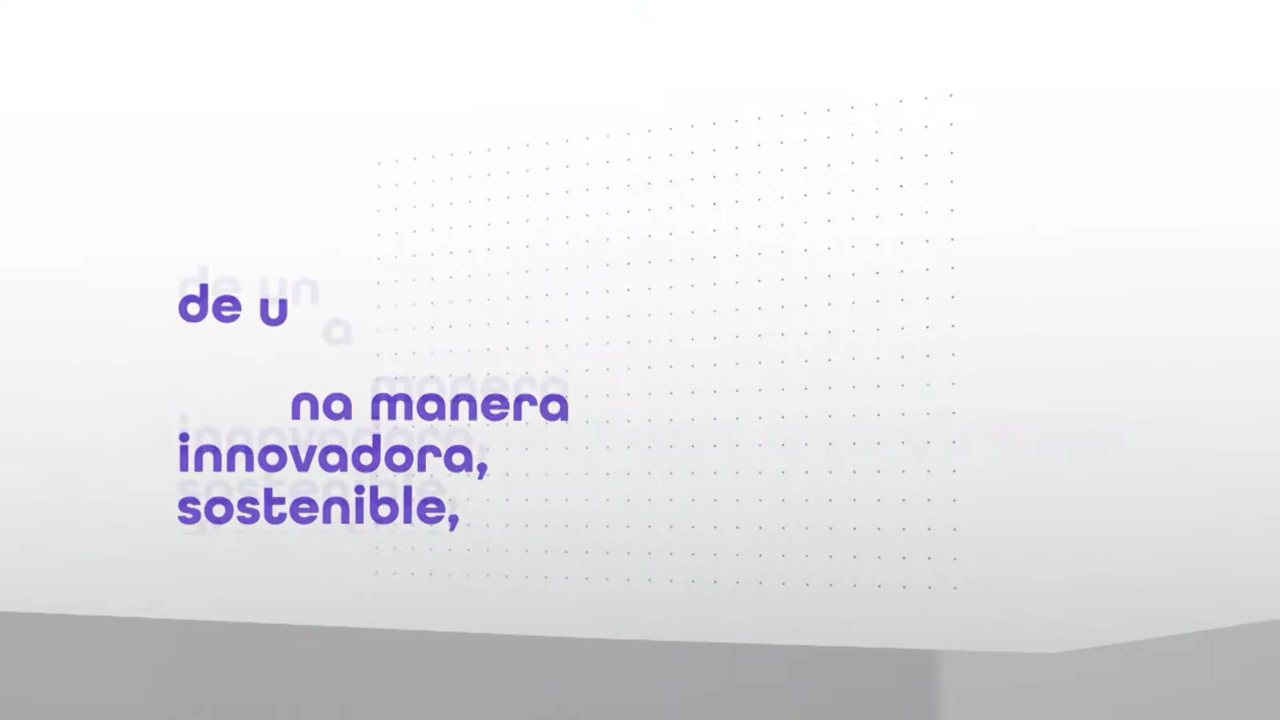 de u
na manera
innovadora,
sostenible,